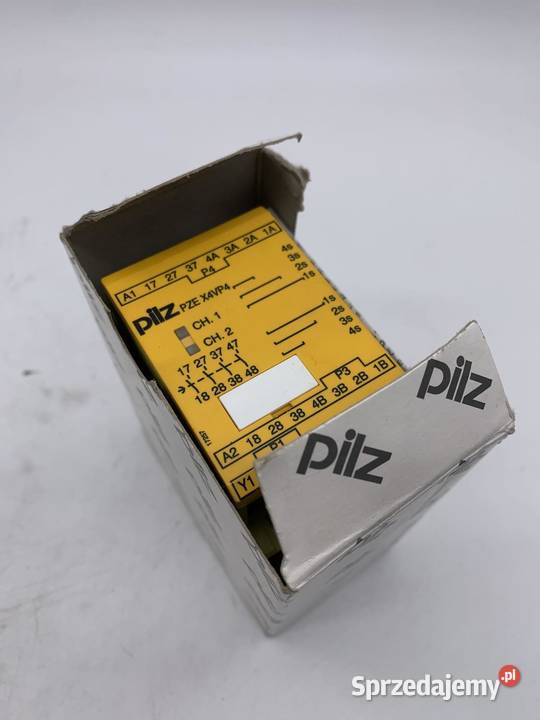 A1 17 27 37 4A 3A 2A 1A
P4
pilz PZE X4VP4
CH. 1
CH. 2
4s
3s
2s
1s
1s
2s
3s
4s
17 27 37 47
18 28 38 48
P3
A2 18 28 38 4B 3B 2B 1B
P1
Y1
pilz
pilz
Sprzedajemy.pl